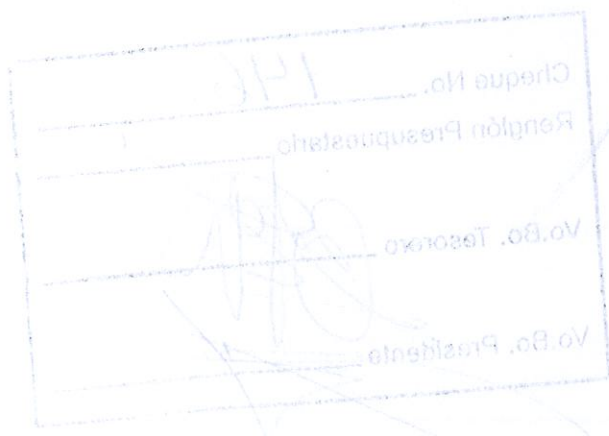 Cheque No.
Renglón Presupuestario
Vo.Bo. Tesorero
Vo.Bo. Presidente